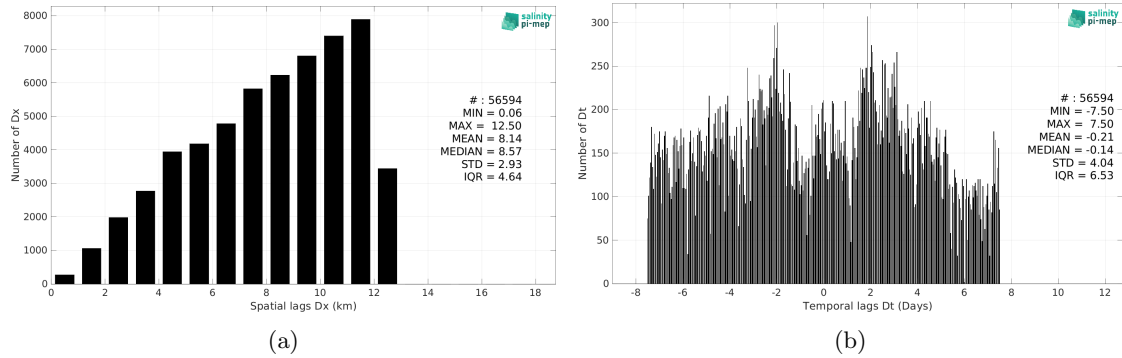 8000
7000
6000
5000
4000
3000
2000
1000
0
Number of Dx
0 2 4 6 8 10 12 14 16 18
Spatial lags Dx (km)
salinity
pi-mep
# : 56594
MIN = 0.06
MAX = 12.50
MEAN = 8.14
MEDIAN = 8.57
STD = 2.93
IQR = 4.64
(a)
300
250
200
150
100
50
0
Number of Dt
-8 -6 -4 -2 0 2 4 6 8 10 12
Temporal lags Dt (Days)
salinity
pi-mep
# : 56594
MIN = -7.50
MAX = 7.50
MEAN = -0.21
MEDIAN = -0.14
STD = 4.04
IQR = 6.53
(b)